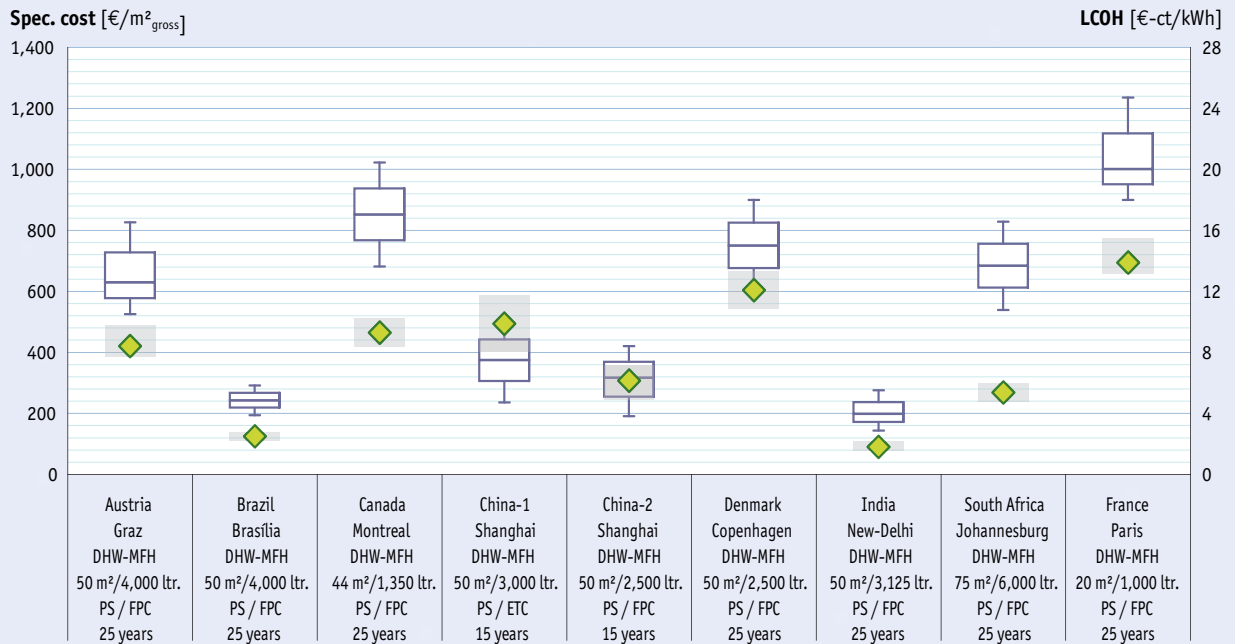 Spec. cost [€/m²gross]
LCOH [€-ct/kWh]
1,400
1,200
1,000
800
600
400
200
0
28
24
20
16
12
8
4
0
Austria
Graz
DHW-MFH
50 m²/4,000 ltr.
PS / FPC
25 years
Brazil
Brasília
DHW-MFH
50 m²/4,000 ltr.
PS / FPC
25 years
Canada
Montreal
DHW-MFH
44 m²/1,350 ltr.
PS / FPC
25 years
China-1
Shanghai
DHW-MFH
50 m²/3,000 ltr.
PS / ETC
15 years
China-2
Shanghai
DHW-MFH
50 m²/2,500 ltr.
PS / FPC
15 years
Denmark
Copenhagen
DHW-MFH
50 m²/2,500 ltr.
PS / FPC
25 years
India
New-Delhi
DHW-MFH
50 m²/3,125 ltr.
PS / FPC
25 years
South Africa
Johannesburg
DHW-MFH
75 m²/6,000 ltr.
PS / FPC
25 years
France
Paris
DHW-MFH
20 m²/1,000 ltr.
PS / FPC
25 years